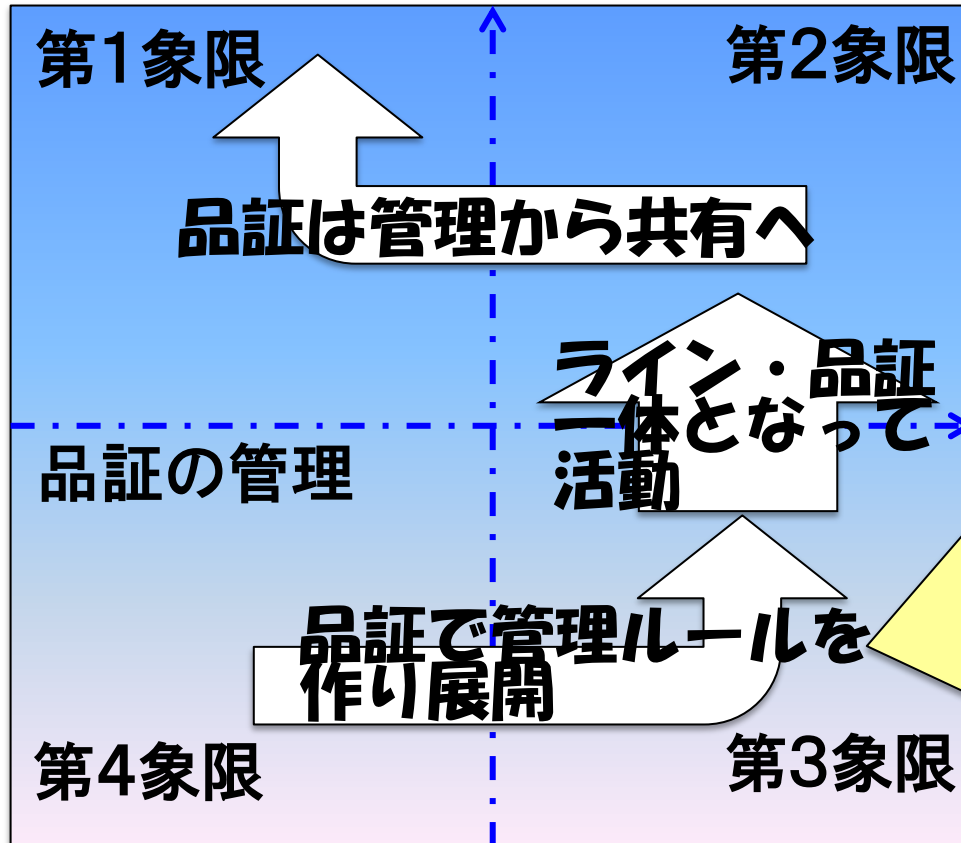 第1象限
第2象限
品証は管理から共有へ
ライン・品証
一体となって
活動
品証の管理
品証で管理ルールを
作り展開
第4象限
第3象限